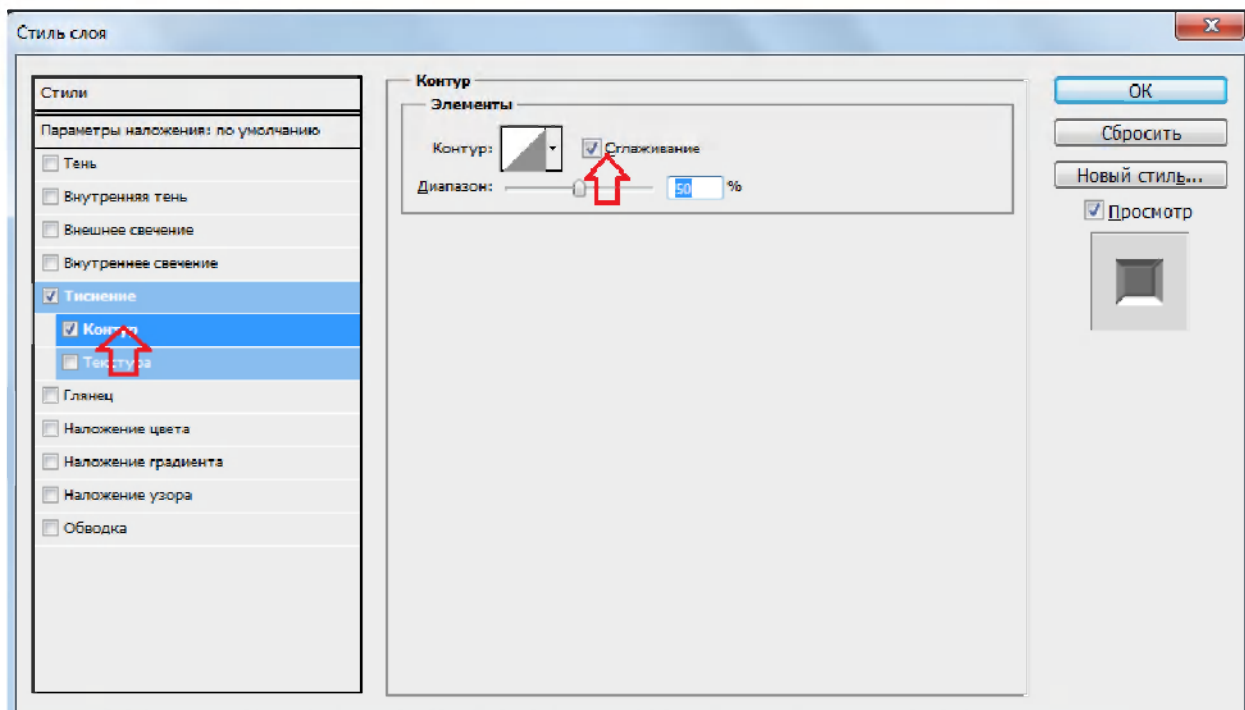 Стиль слоя
Стили
Параметры наложения: по умолчанию
Тень
Внутренняя тень
Внешнее свечение
Внутреннее свечение
Тиснение
Контур
Текстура
Глянец
Наложение цвета
Наложение градиента
Наложение узора
Обводка
Контур
Элементы
Контур:
Сглаживание
Диапазон: 50 %
ОК
Сбросить
Новый стиль...
Просмотр